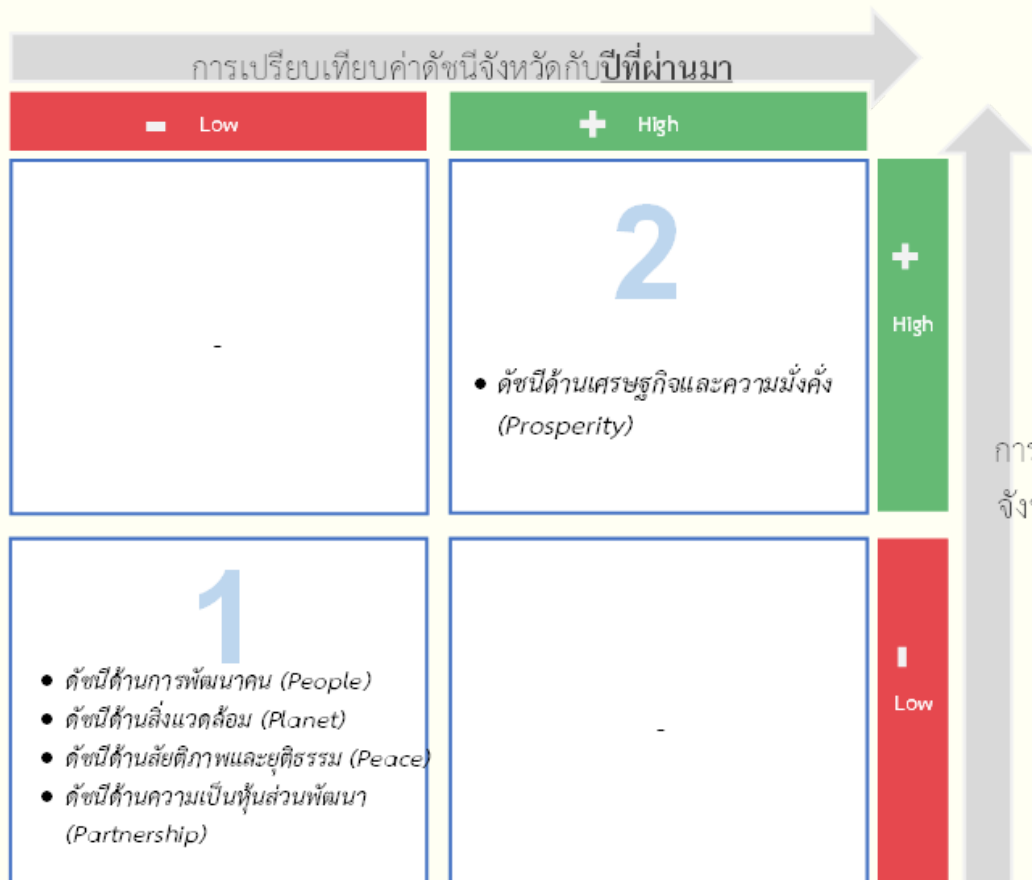 การเปรียบเทียบค่าดัชนีจังหวัดกับปีที่ผ่านมา
- Low
+ High
-
2
• ดัชนีด้านเศรษฐกิจและความมั่งคั่ง
(Prosperity)
+
High
1
• ดัชนีด้านการพัฒนาคน (People)
• ดัชนีด้านสิ่งแวดล้อม (Planet)
• ดัชนีด้านสัยติภาพและยุติธรรม (Peace)
• ดัชนีด้านความเป็นหุ้นส่วนพัฒนา
(Partnership)
-
-
Low
การ